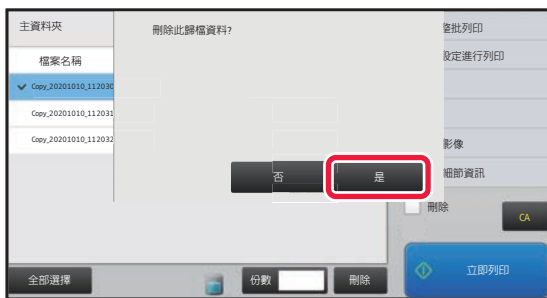 主資料夾
刪除此歸檔資料?
整批列印
檔案名稱
設定進行列印
Copy_20201010_112030
Copy_20201010_112031
Copy_20201010_112032
影像
否
是
細節資訊
刪除
CA
全部選擇
份數
刪除
立即列印